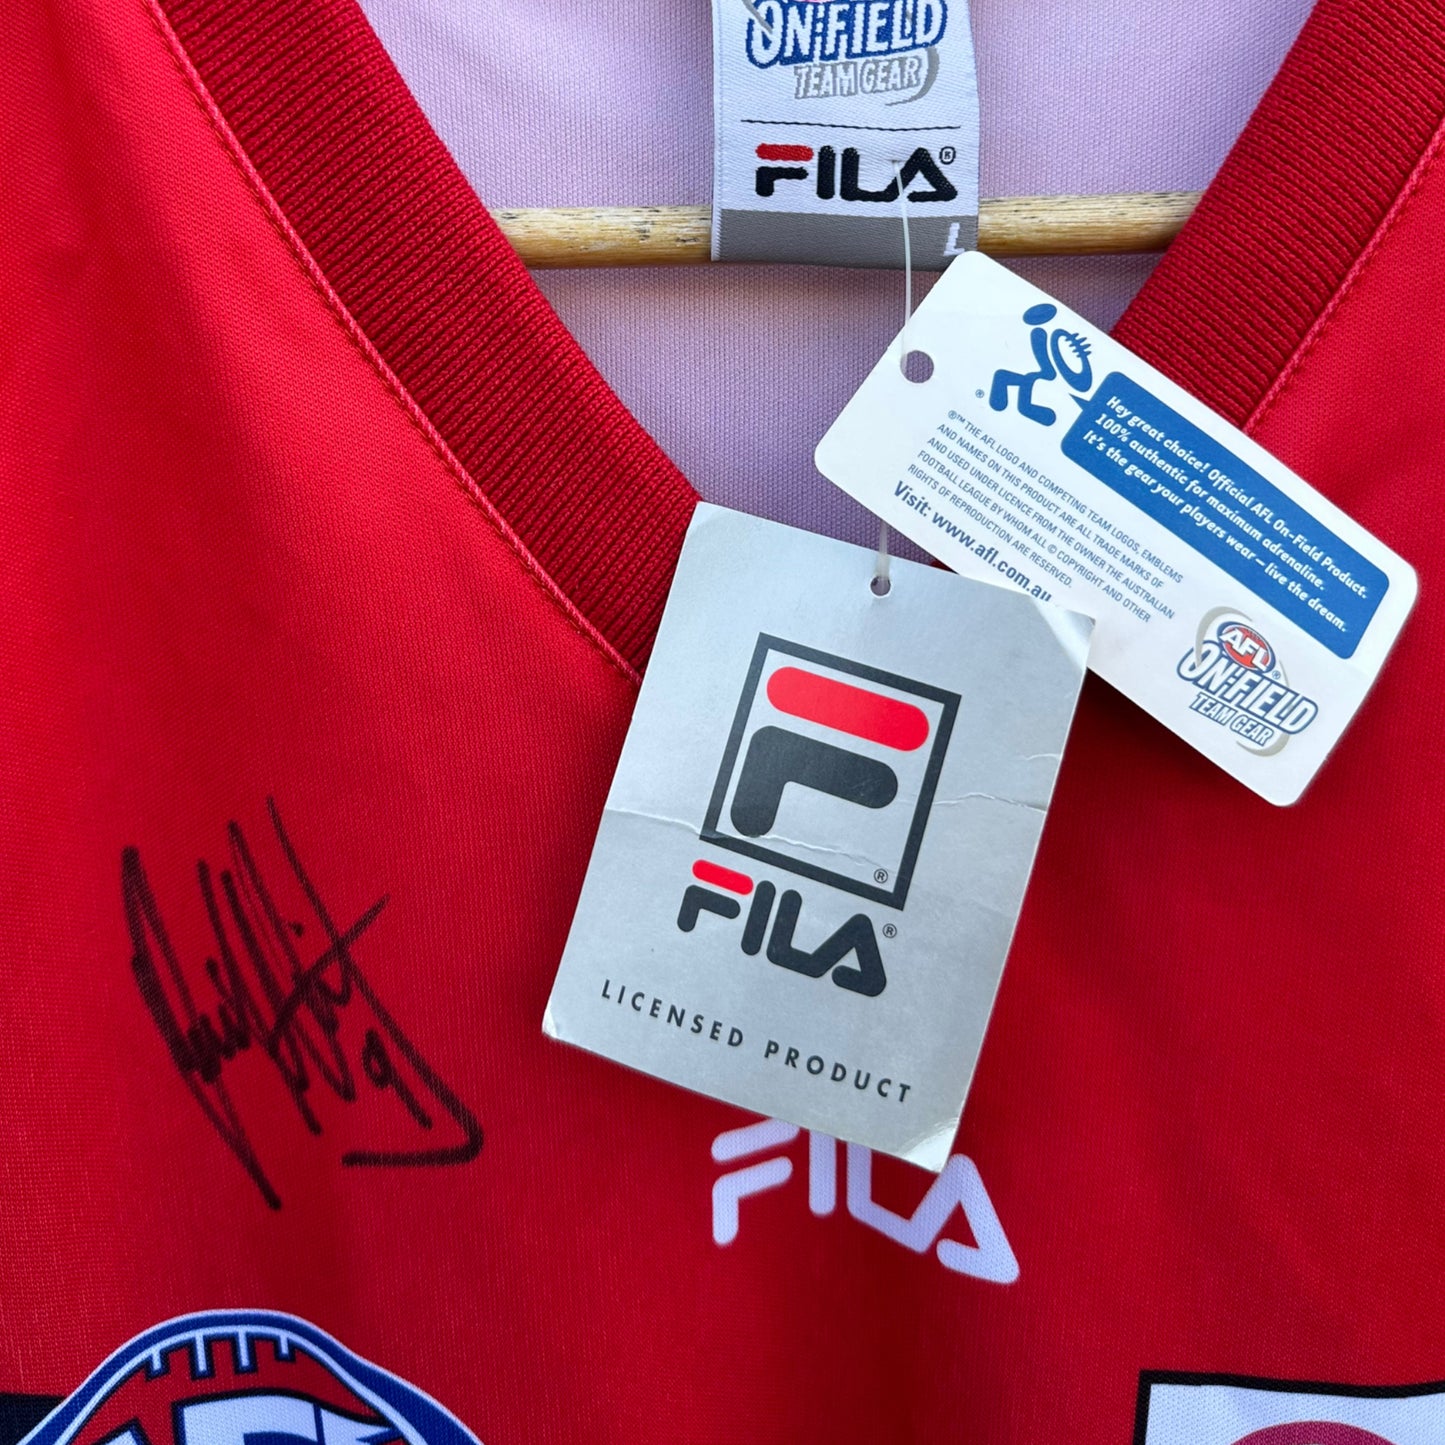 ON-FIELD
TEAM GEAR
FILA®
L
®
Hey great choice! Official AFL On-Field Product.
100% authentic for maximum adrenaline.
It's the gear your players wear – live the dream.
®™ THE AFL LOGO AND COMPETING TEAM LOGOS, EMBLEMS
AND NAMES ON THIS PRODUCT ARE ALL TRADE MARKS OF
AND USED UNDER LICENCE FROM THE OWNER THE AUSTRALIAN
FOOTBALL LEAGUE BY WHOM ALL © COPYRIGHT AND OTHER
RIGHTS OF REPRODUCTION ARE RESERVED.
Visit: www.afl.com.au
AFL
®
ON-FIELD
TEAM GEAR
F
®
FILA®
LICENSED PRODUCT
9
FILA